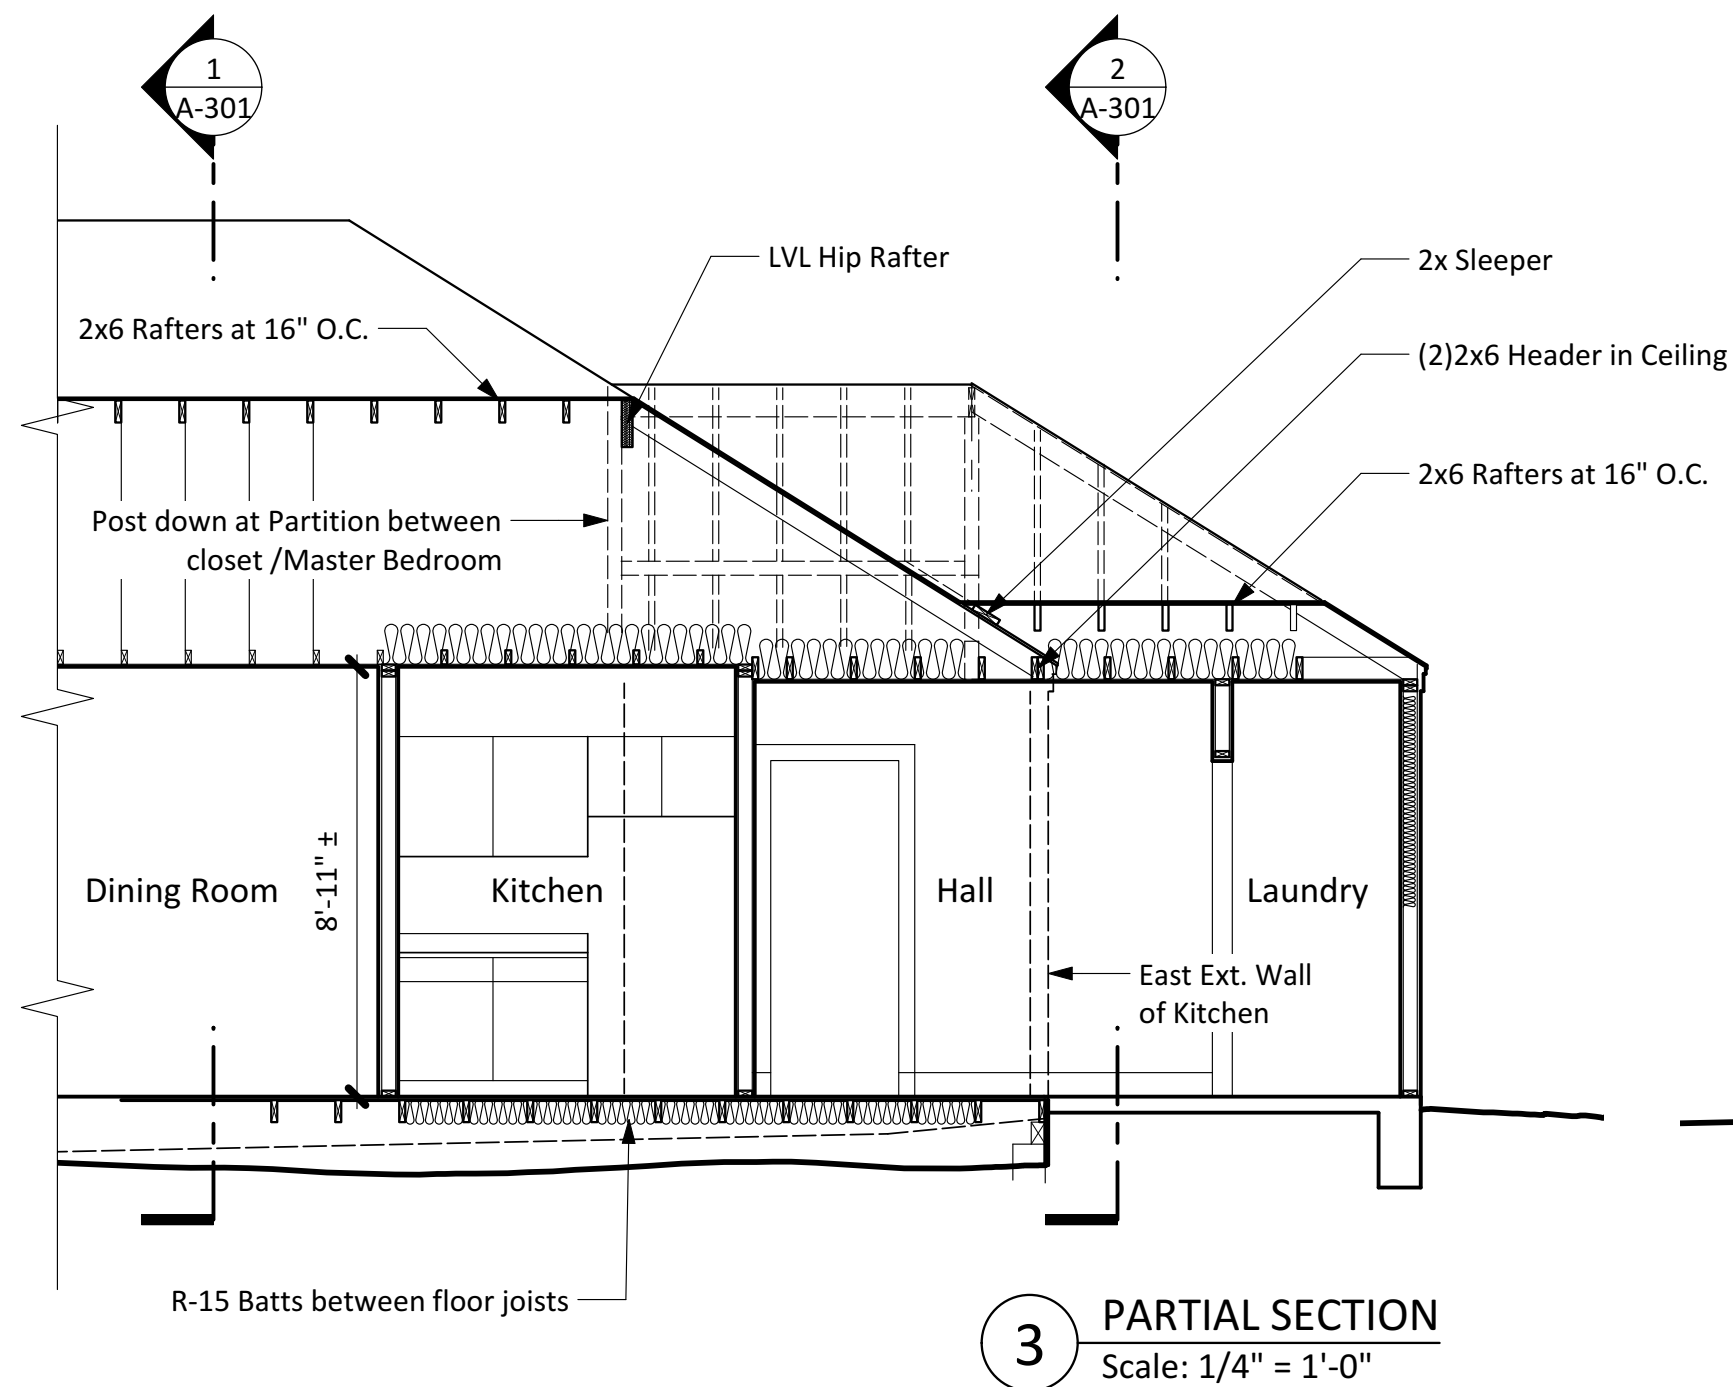 1
A-301
2
A-301
LVL Hip Rafter
2x Sleeper
2x6 Rafters at 16" O.C.
(2)2x6 Header in Ceiling
2x6 Rafters at 16" O.C.
Post down at Partition between
closet /Master Bedroom
8'-11" ±
Dining Room
Kitchen
Hall
Laundry
East Ext. Wall
of Kitchen
R-15 Batts between floor joists
3
PARTIAL SECTION
Scale: 1/4" = 1'-0"